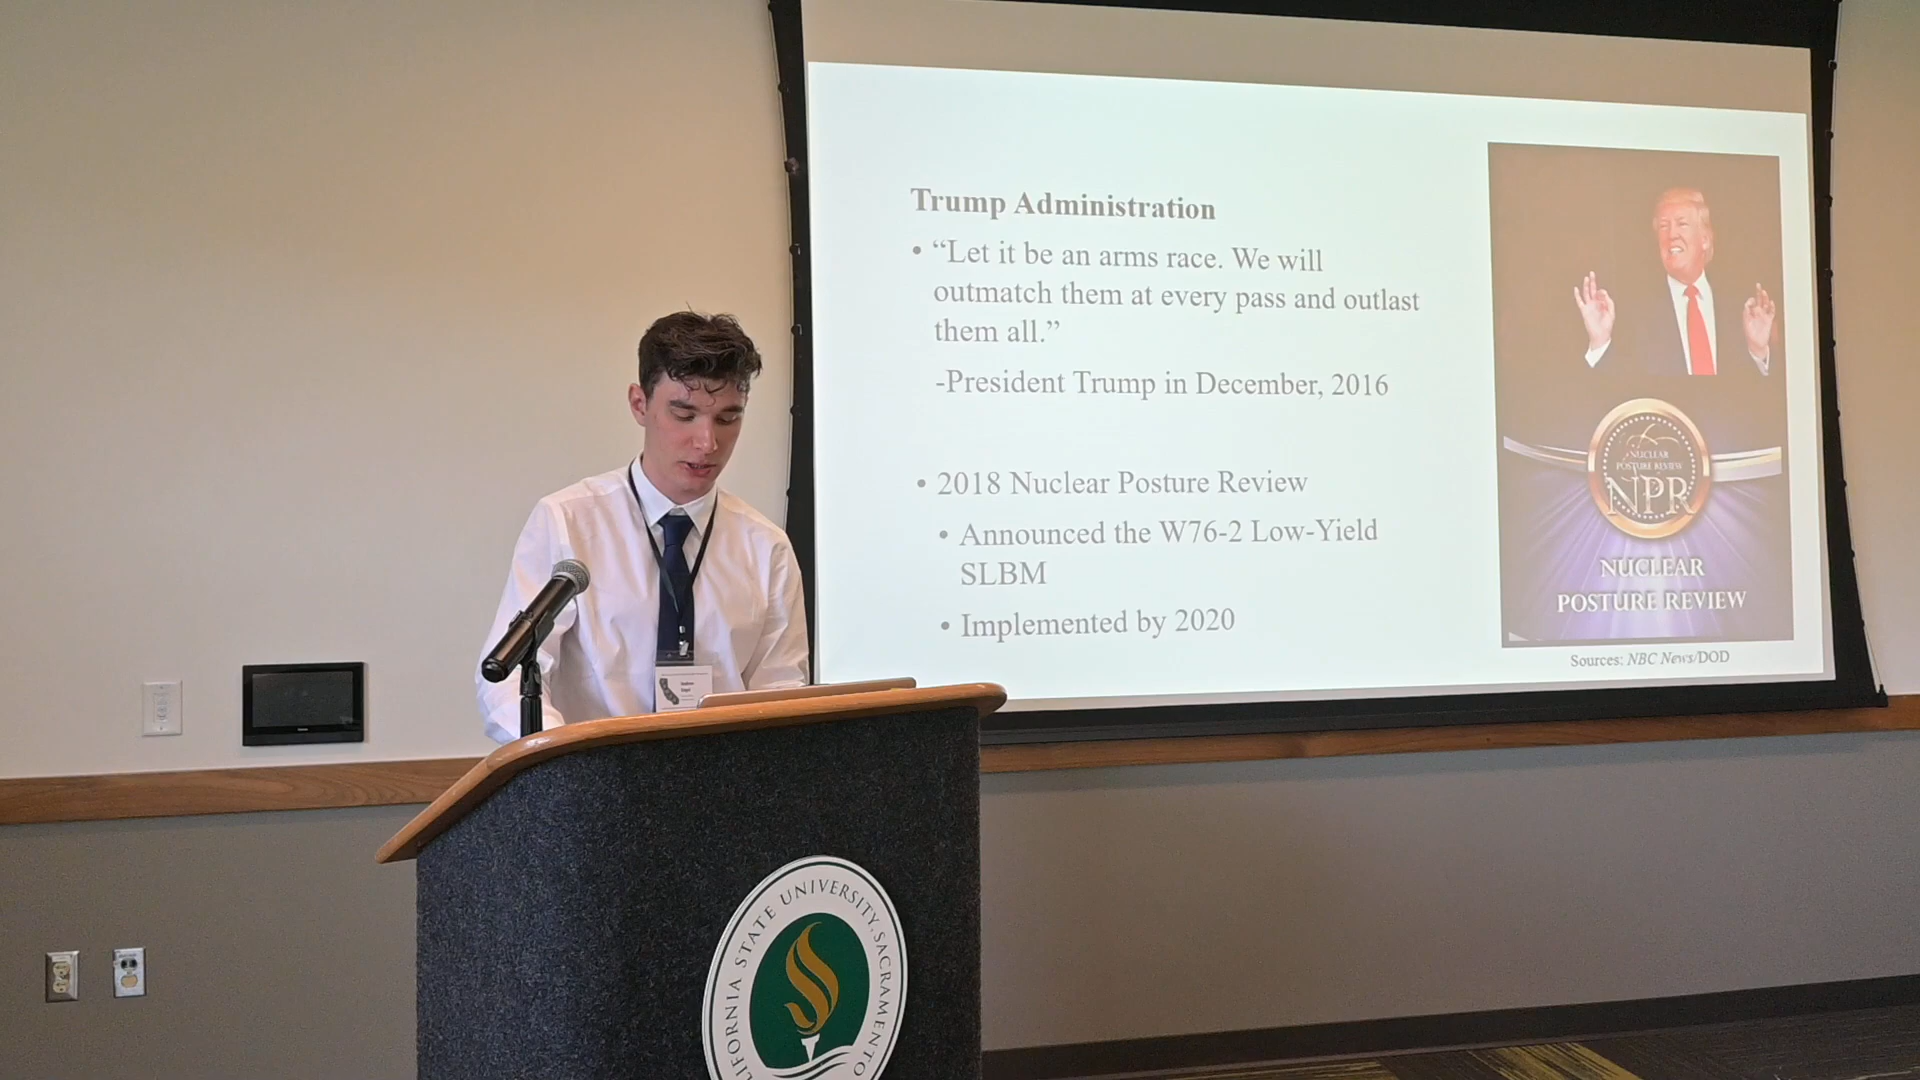 Trump Administration
• “Let it be an arms race. We will
outmatch them at every pass and outlast
them all.”
-President Trump in December, 2016
• 2018 Nuclear Posture Review
• Announced the W76-2 Low-Yield
SLBM
• Implemented by 2020
NUCLEAR
POSTURE REVIEW
NPR
NUCLEAR
POSTURE REVIEW
Sources: NBC News/DOD
LIFORNIA STATE UNIVERSITY, SACRAMENTO